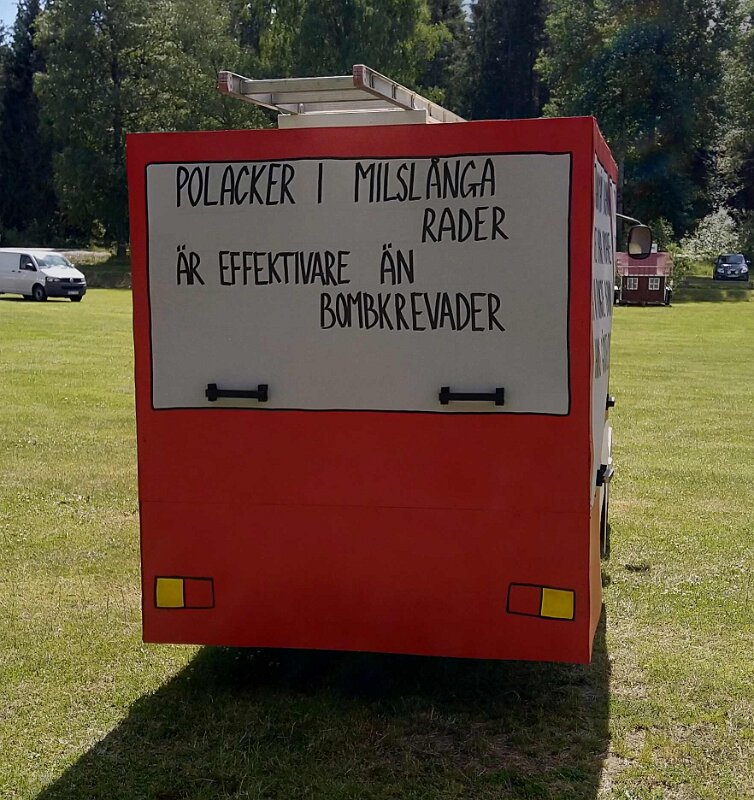 POLACKER I MILSLÅNGA
RADER
ÄR EFFEKTIVARE ÄN
BOMBKREVADER